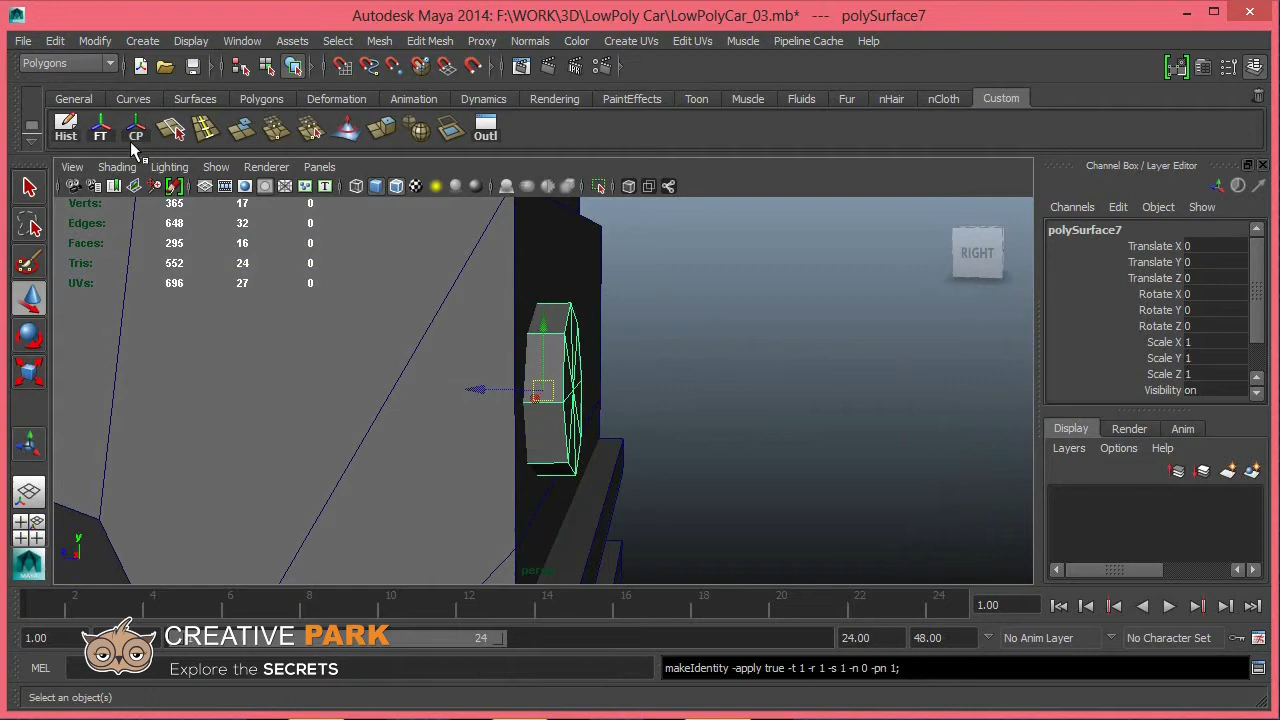 Autodesk Maya 2014: F:\WORK\3D\LowPoly Car\LowPolyCar_03.mb* --- polySurface7
File Edit Modify Create Display Window Assets Select Mesh Edit Mesh Proxy Normals Color Create UVs Edit UVs Muscle Pipeline Cache Help
Polygons
General Curves Surfaces Polygons Deformation Animation Dynamics Rendering PaintEffects Toon Muscle Fluids Fur nHair nCloth Custom
Hist FT CP Outl
View Shading Lighting Show Renderer Panels
Channel Box / Layer Editor
Channels Edit Object Show
Verts: 365 17 0
Edges: 648 32 0
Faces: 295 16 0
Tris: 552 24 0
UVs: 696 27 0
RIGHT
polySurface7
Translate X 0
Translate Y 0
Translate Z 0
Rotate X 0
Rotate Y 0
Rotate Z 0
Scale X 1
Scale Y 1
Scale Z 1
Visibility on
Display Render Anim
Layers Options Help
y
persp
MAYA
2 4 6 8 10 12 14 16 18 20 22 24
1.00
1.00 24 24.00 48.00 No Anim Layer No Character Set
CREATIVE PARK
Explore the SECRETS
MEL makeIdentity -apply true -t 1 -r 1 -s 1 -n 0 -pn 1;
Select an object(s)